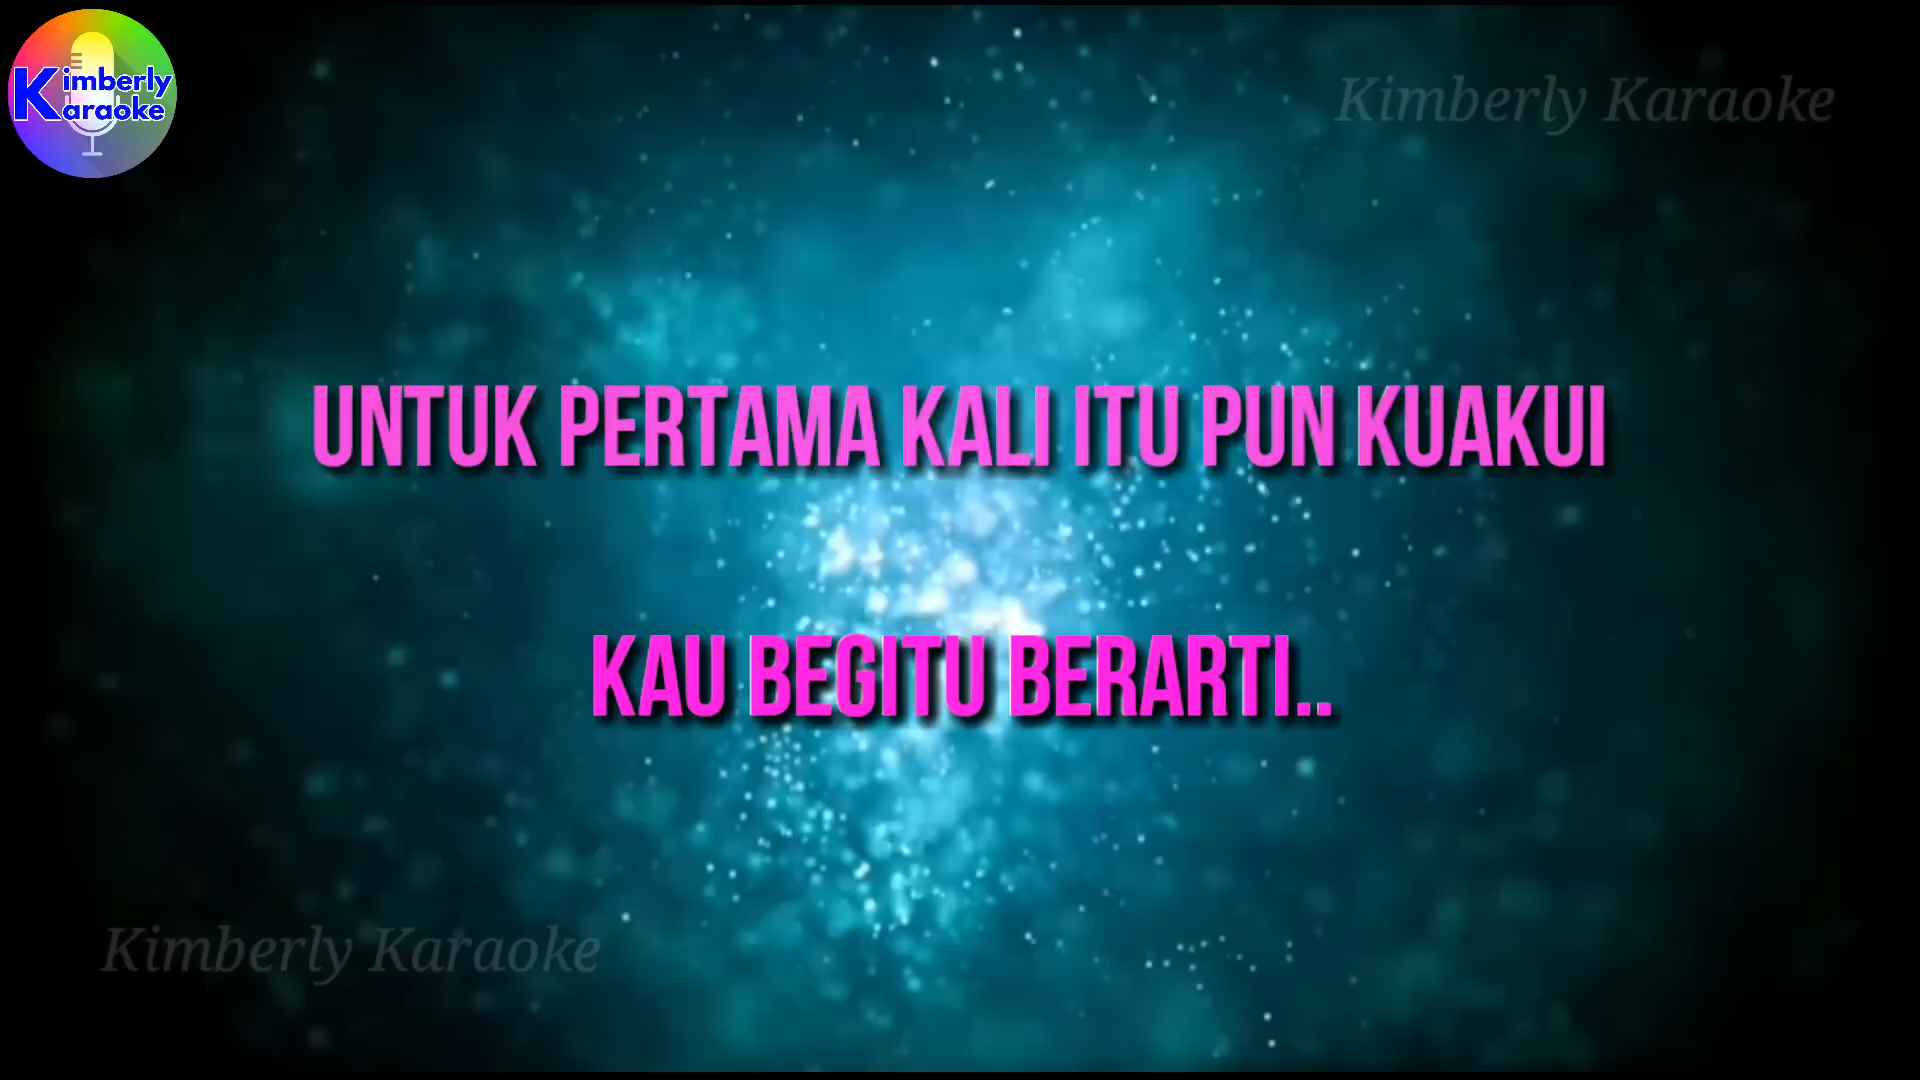 Kimberly
Karaoke
Kimberly Karaoke
UNTUK PERTAMA KALI ITU PUN KUAKUI
KAU BEGITU BERARTI..
Kimberly Karaoke